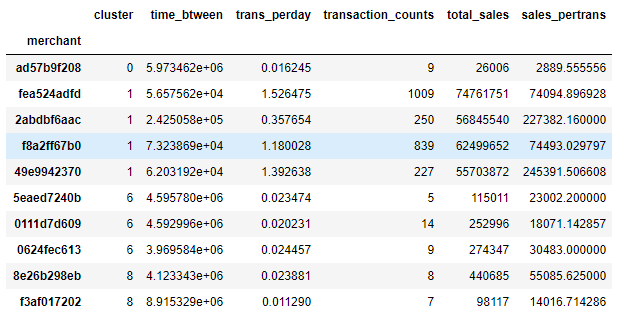 cluster time_btween trans_perday transaction_counts total_sales sales_pertrans
merchant
ad57b9f208 0 5.973462e+06 0.016245 9 26006 2889.555556
fea524adfd 1 5.657562e+04 1.526475 1009 74761751 74094.896928
2abdbf6aac 1 2.425058e+05 0.357654 250 56845540 227382.160000
f8a2ff67b0 1 7.323869e+04 1.180028 839 62499652 74493.029797
49e9942370 1 6.203192e+04 1.392638 227 55703872 245391.506608
5eaed7240b 6 4.595780e+06 0.023474 5 115011 23002.200000
0111d7d609 6 4.592996e+06 0.020231 14 252996 18071.142857
0624fec613 6 3.969584e+06 0.024457 9 274347 30483.000000
8e26b298eb 8 4.123343e+06 0.023881 8 440685 55085.625000
f3af017202 8 8.915329e+06 0.011290 7 98117 14016.714286